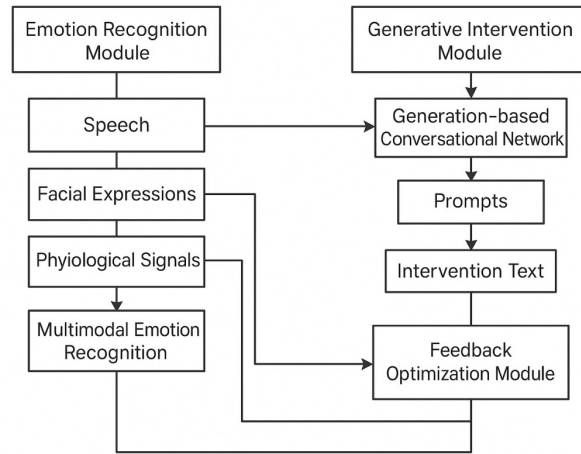 Emotion Recognition
Module
Speech
Facial Expressions
Phyiological Signals
Multimodal Emotion
Recognition
Generative Intervention
Module
Generation-based
Conversational Network
Prompts
Intervention Text
Feedback
Optimization Module